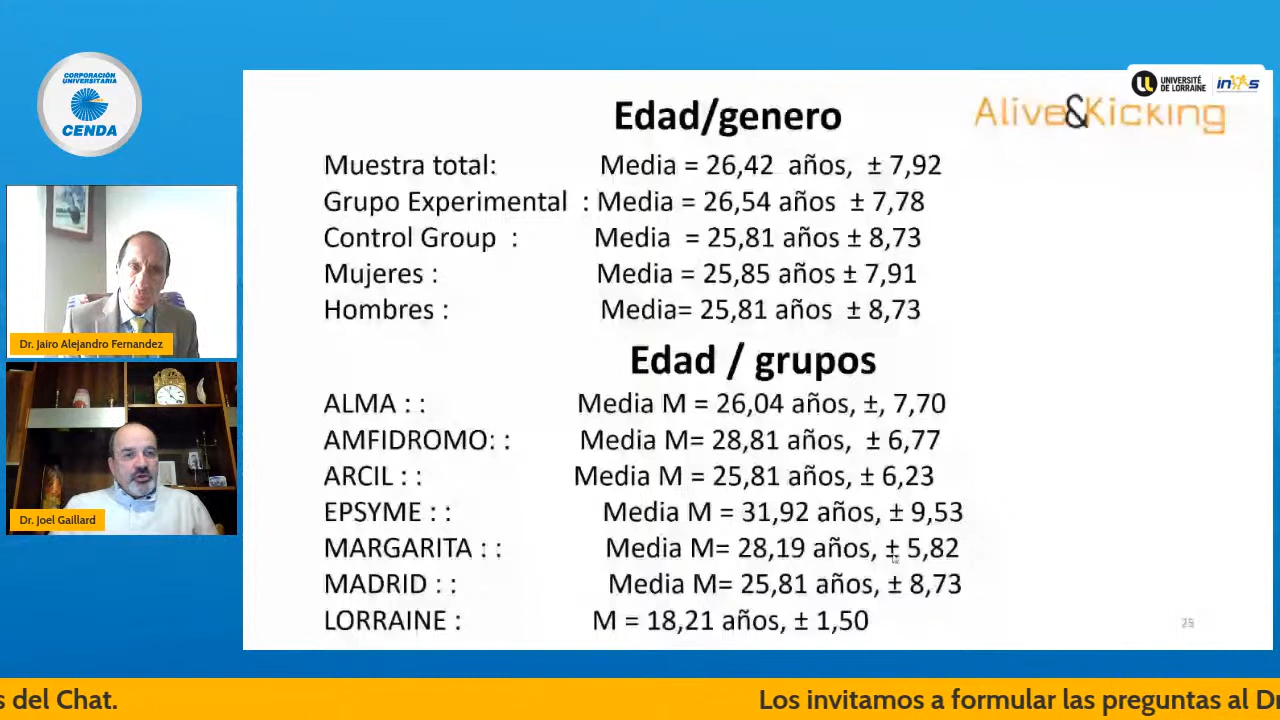 CORPORACIÓN
UNIVERSITARIA
CENDA
UL UNIVERSITÉ
DE LORRAINE
Alive&Kicking
Edad/genero
Muestra total: Media = 26,42 años, ± 7,92
Grupo Experimental : Media = 26,54 años ± 7,78
Control Group : Media = 25,81 años ± 8,73
Mujeres : Media = 25,85 años ± 7,91
Hombres : Media= 25,81 años ± 8,73
Edad / grupos
ALMA : : Media M = 26,04 años, ±, 7,70
AMFIDROMO: : Media M= 28,81 años, ± 6,77
ARCIL : : Media M = 25,81 años, ± 6,23
EPSYME : : Media M = 31,92 años, ± 9,53
MARGARITA : : Media M= 28,19 años, ± 5,82
MADRID : : Media M= 25,81 años, ± 8,73
LORRAINE : M = 18,21 años, ± 1,50
25
Dr. Jairo Alejandro Fernandez
Dr. Joel Gaillard
s del Chat. Los invitamos a formular las preguntas al Dr